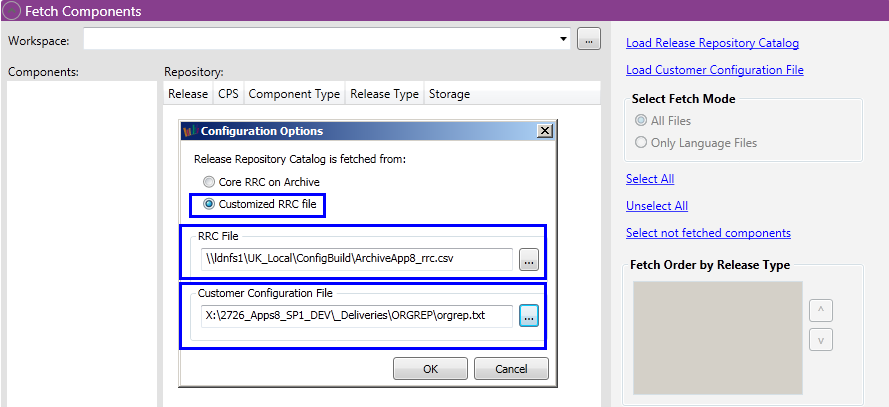 Fetch Components
Workspace:
...
Components:
Repository:
Release CPS Component Type Release Type Storage
Configuration Options
Release Repository Catalog is fetched from:
Core RRC on Archive
Customized RRC file
RRC File
\\ldnfs1\UK_Local\ConfigBuild\ArchiveApp8_rrc.csv
...
Customer Configuration File
X:\2726_Apps8_SP1_DEV\_Deliveries\ORGREP\orgrep.txt
...
OK Cancel
Load Release Repository Catalog
Load Customer Configuration File
Select Fetch Mode
All Files
Only Language Files
Select All
Unselect All
Select not fetched components
Fetch Order by Release Type
^
v